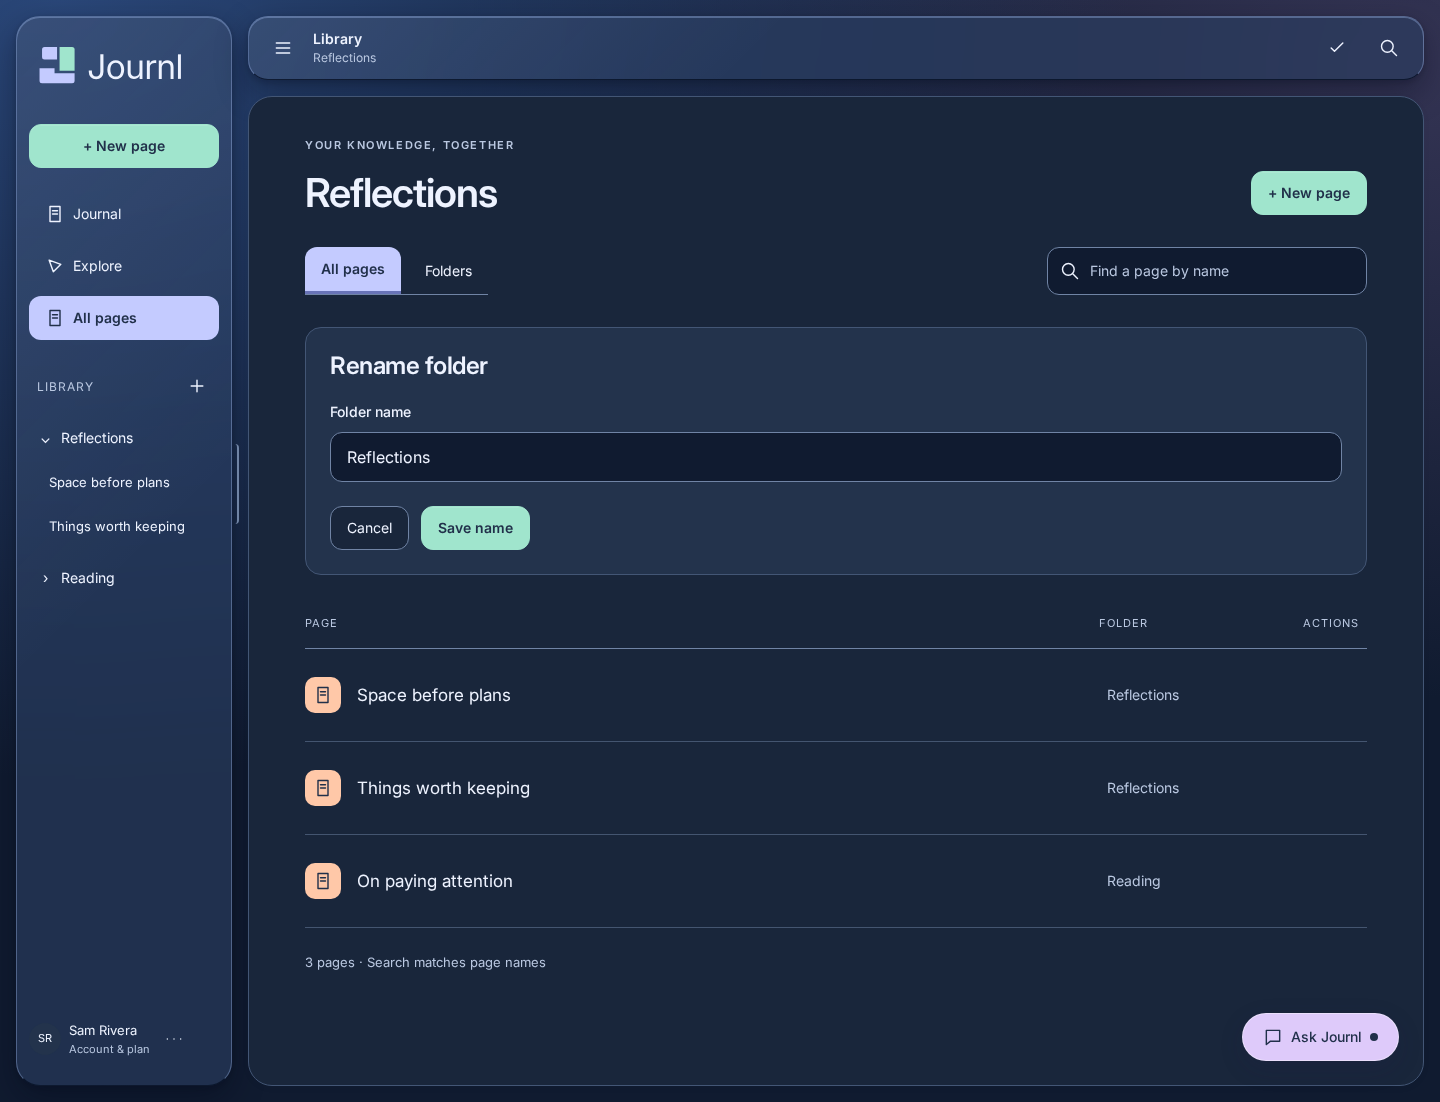 Journl
+ New page
Journal
Explore
All pages
LIBRARY
Reflections
Space before plans
Things worth keeping
Reading
SR
Sam Rivera
Account & plan
...
Library
Reflections
YOUR KNOWLEDGE, TOGETHER
Reflections
+ New page
All pages
Folders
Find a page by name
Rename folder
Folder name
Reflections
Cancel
Save name
PAGE
FOLDER
ACTIONS
Space before plans
Reflections
Things worth keeping
Reflections
On paying attention
Reading
3 pages · Search matches page names
Ask Journl